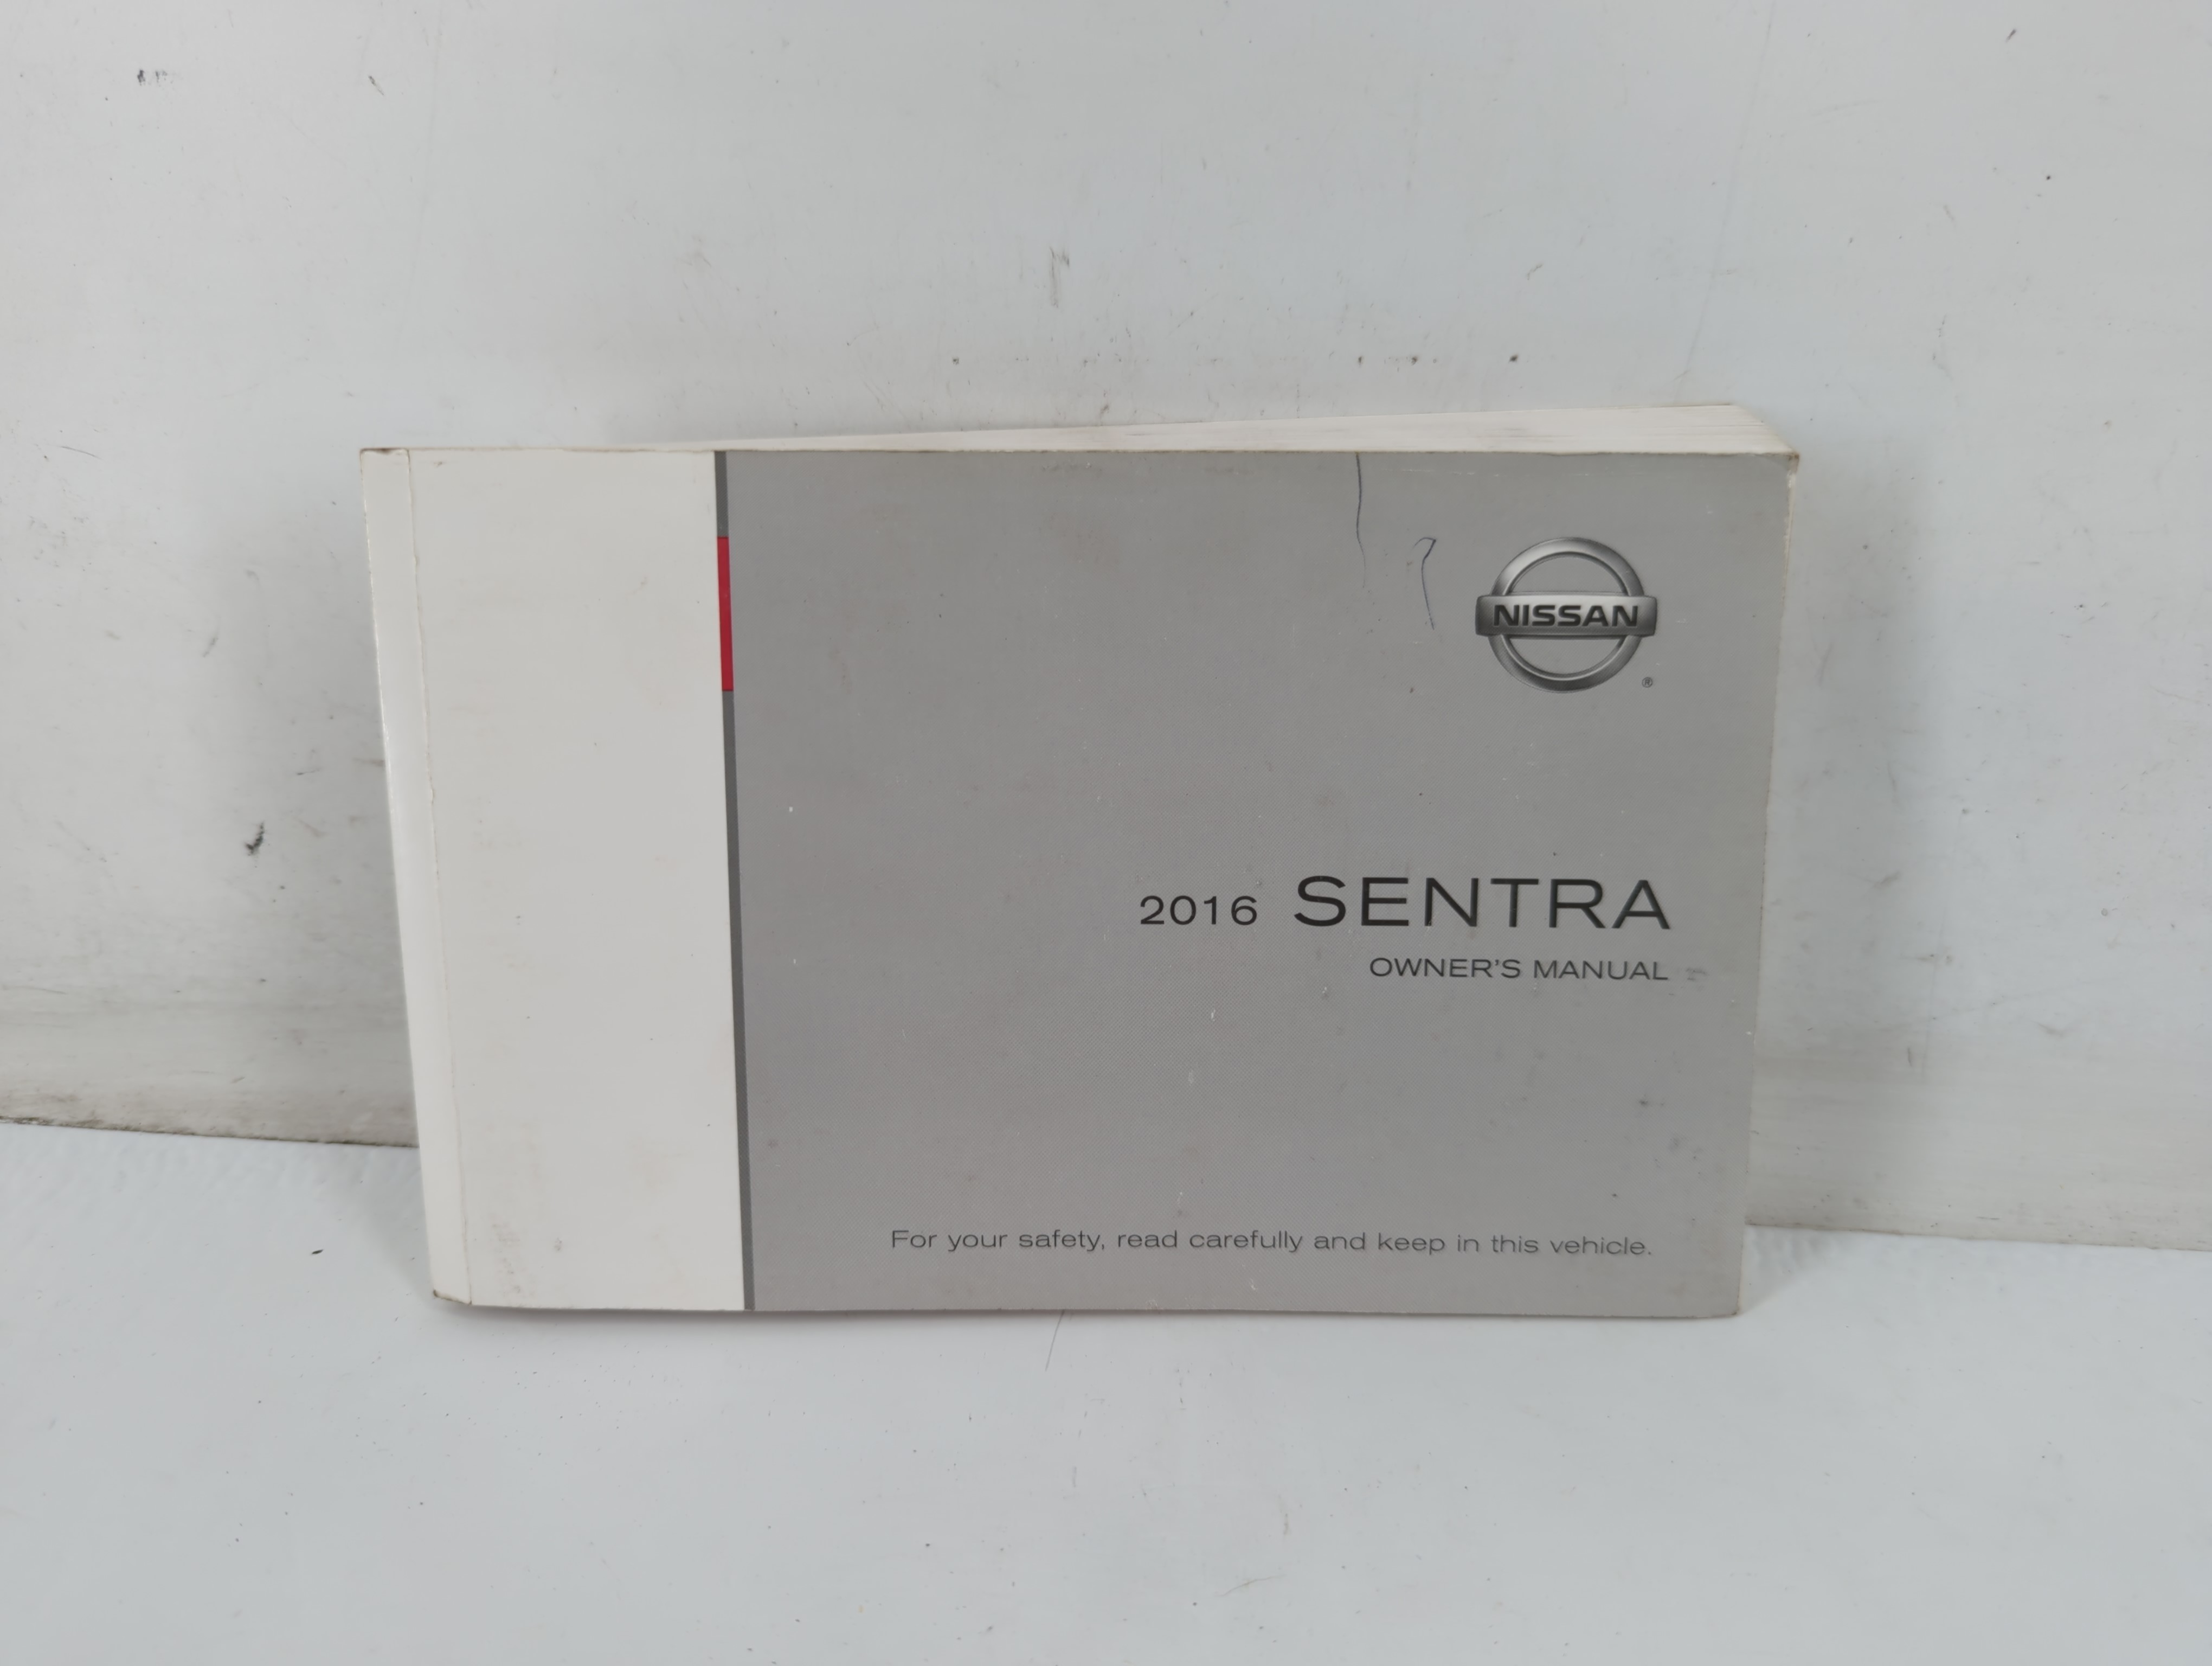 NISSAN
®
2016 SENTRA
OWNER'S MANUAL
For your safety, read carefully and keep in this vehicle.